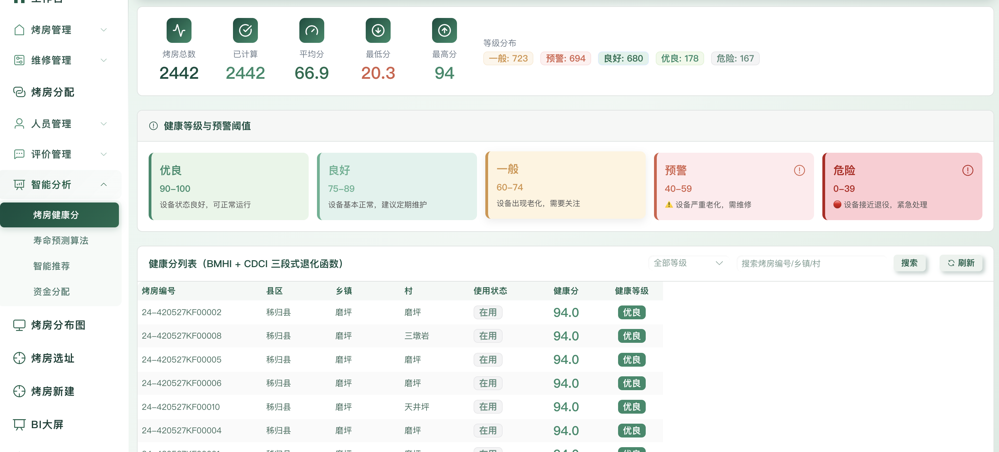 工作台
烤房管理
维修管理
烤房分配
人员管理
评价管理
智能分析
烤房健康分
寿命预测算法
智能推荐
资金分配
烤房分布图
烤房选址
烤房新建
BI大屏
烤房总数
2442
已计算
2442
平均分
66.9
最低分
20.3
最高分
94
等级分布
一般: 723 预警: 694 良好: 680 优良: 178 危险: 167
健康等级与预警阈值
优良
90–100
设备状态良好，可正常运行
良好
75–89
设备基本正常，建议定期维护
一般
60–74
设备出现老化，需要关注
预警
40–59
⚠️ 设备严重老化，需维修
危险
0–39
🔴 设备接近退役，紧急处理
健康分列表（BMHI + CDCI 三段式退化函数）
全部等级 搜索烤房编号/乡镇/村 搜索 刷新
烤房编号 县区 乡镇 村 使用状态 健康分 健康等级
24–420527KF00002 秭归县 磨坪 磨坪 在用 94.0 优良
24–420527KF00008 秭归县 磨坪 三墩岩 在用 94.0 优良
24–420527KF00005 秭归县 磨坪 磨坪 在用 94.0 优良
24–420527KF00006 秭归县 磨坪 磨坪 在用 94.0 优良
24–420527KF00010 秭归县 磨坪 天井坪 在用 94.0 优良
24–420527KF00004 秭归县 磨坪 磨坪 在用 94.0 优良